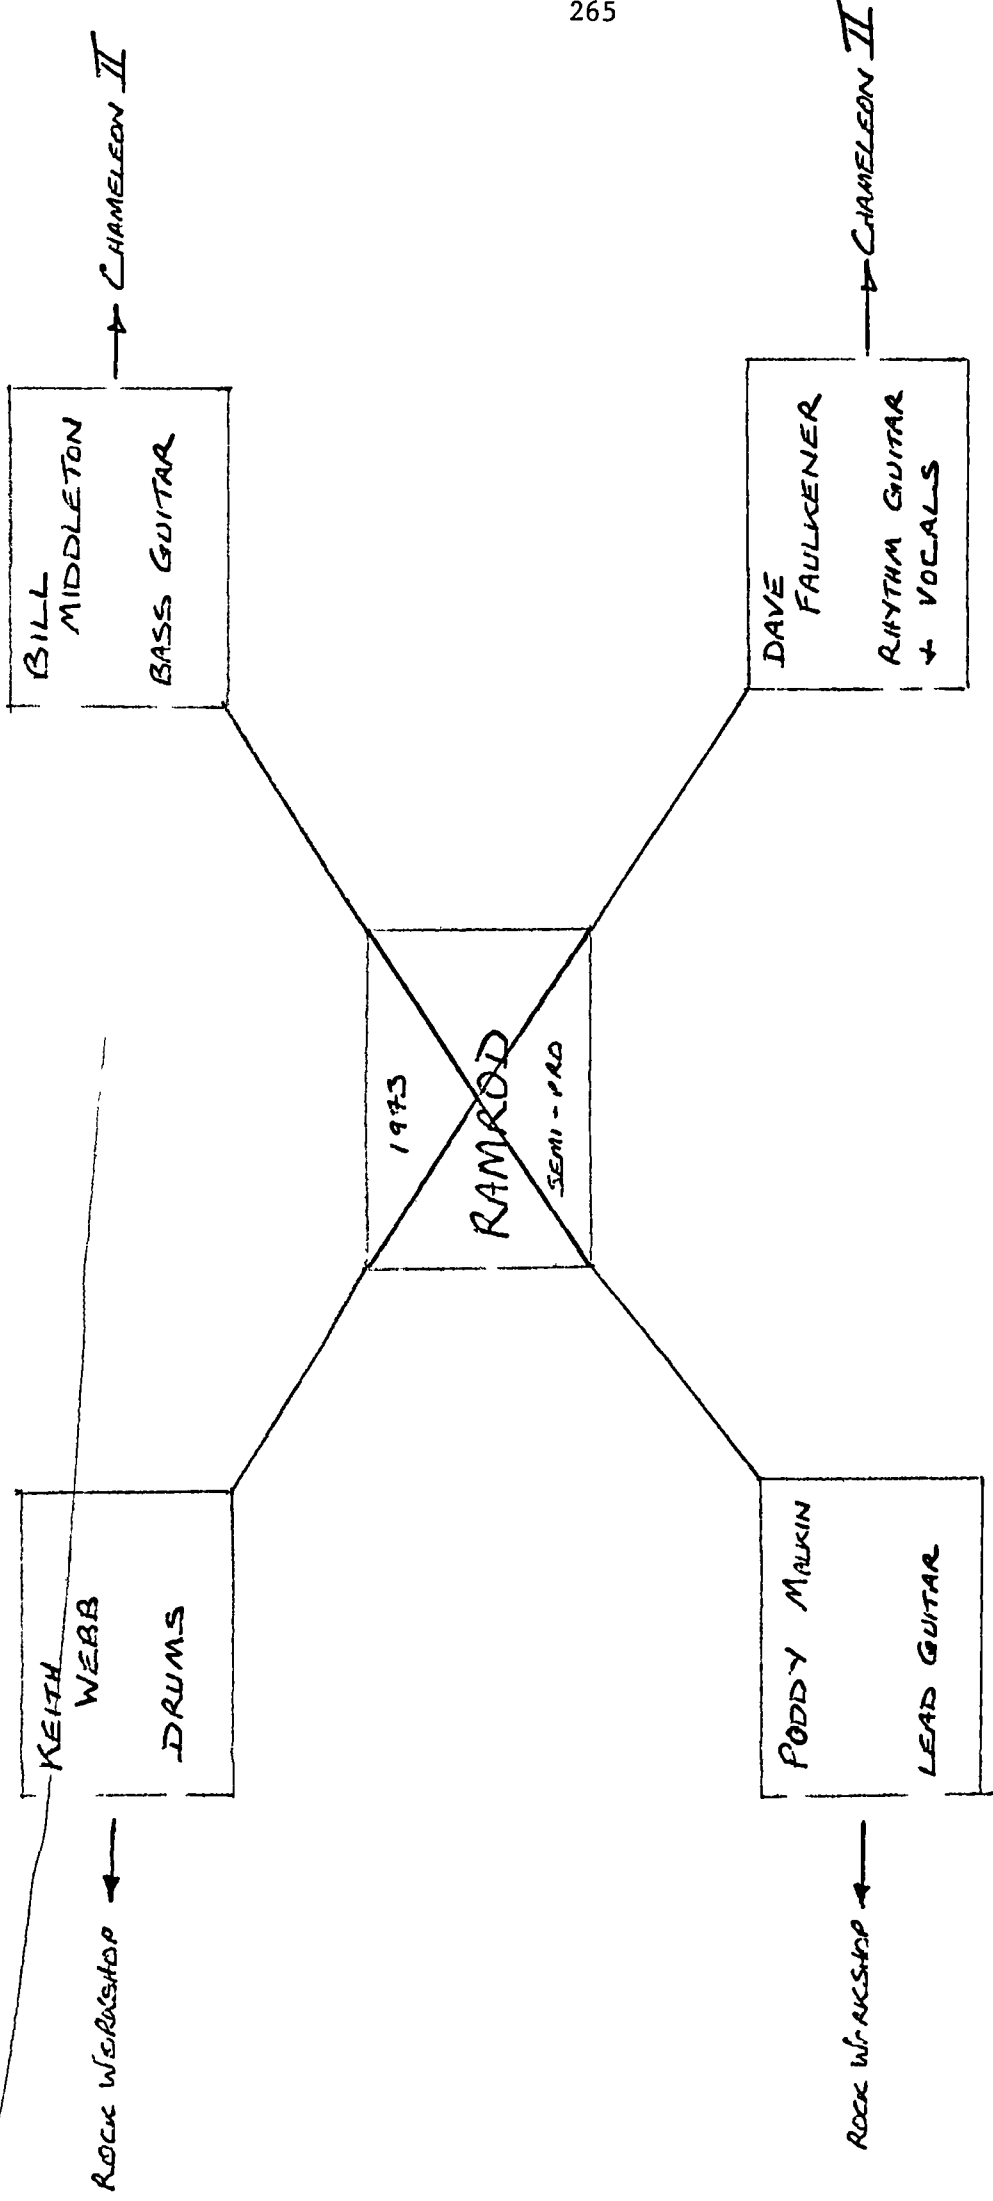 265
ROCK WORKSHOP
KEITH
WEBB
DRUMS
BILL
MIDDLETON
BASS GUITAR
CHAMELEON II
1973
RAMROD
SEMI-PRO
ROCK WORKSHOP
PODDY MALKIN
LEAD GUITAR
DAVE
FAULKENER
RHYTHM GUITAR
+ VOCALS
CHAMELEON II